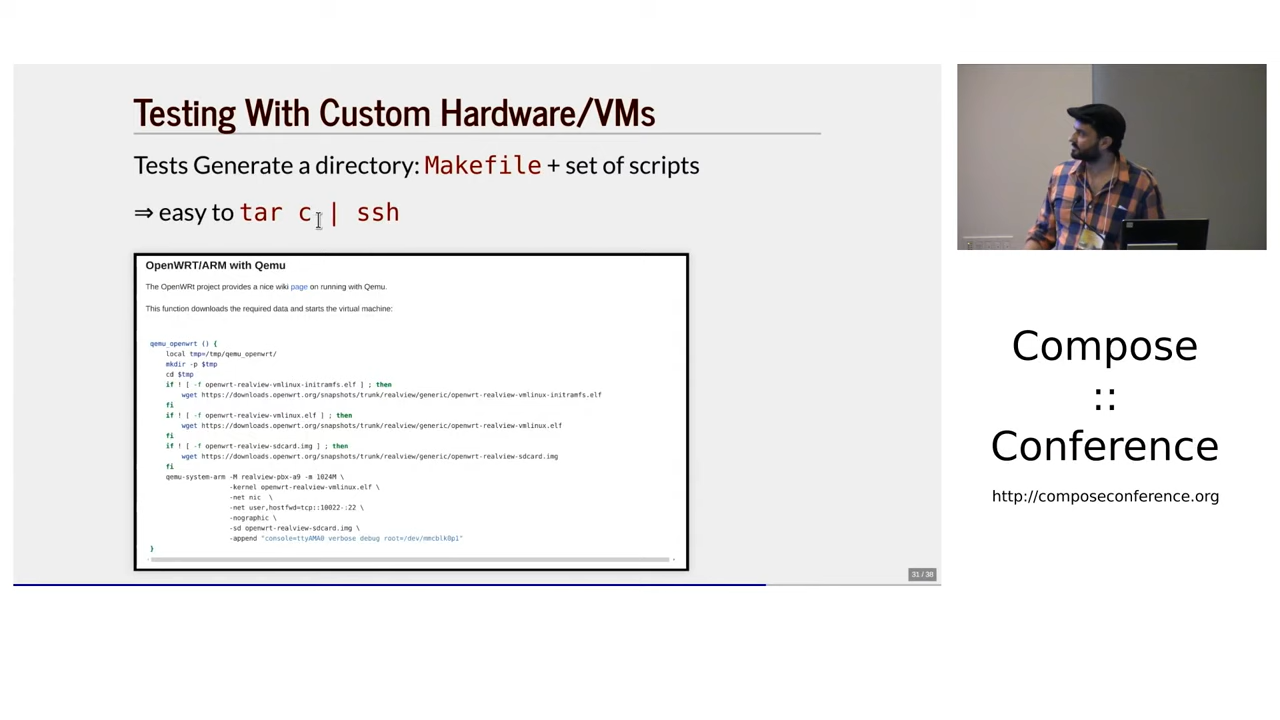 Testing With Custom Hardware/VMs
Tests Generate a directory: Makefile + set of scripts
⇒ easy to tar c | ssh
OpenWRT/ARM with Qemu
The OpenWRt project provides a nice wiki page on running with Qemu.
This function downloads the required data and starts the virtual machine:
qemu_openwrt () {
    local tmp=/tmp/qemu_openwrt/
    mkdir -p $tmp
    cd $tmp
    if ! [ -f openwrt-realview-vmlinux-initramfs.elf ] ; then
        wget https://downloads.openwrt.org/snapshots/trunk/realview/generic/openwrt-realview-vmlinux-initramfs.elf
    fi
    if ! [ -f openwrt-realview-vmlinux.elf ] ; then
        wget https://downloads.openwrt.org/snapshots/trunk/realview/generic/openwrt-realview-vmlinux.elf
    fi
    if ! [ -f openwrt-realview-sdcard.img ] ; then
        wget https://downloads.openwrt.org/snapshots/trunk/realview/generic/openwrt-realview-sdcard.img
    fi
    qemu-system-arm -M realview-pbx-a9 -m 1024M \
                    -kernel openwrt-realview-vmlinux.elf \
                    -net nic  \
                    -net user,hostfwd=tcp::10022-:22 \
                    -nographic \
                    -sd openwrt-realview-sdcard.img \
                    -append "console=ttyAMA0 verbose debug root=/dev/mmcblk0p1"
}
31 / 38
Compose
::
Conference
http://composeconference.org